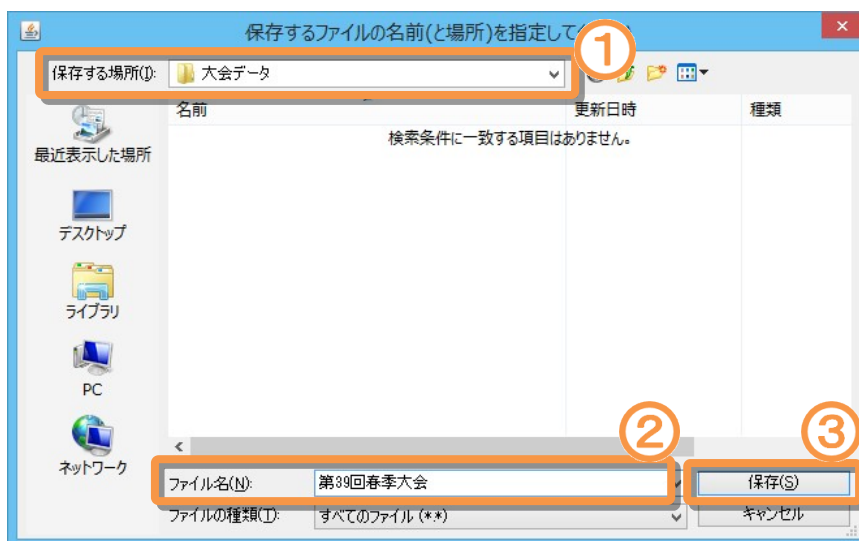 保存するファイルの名前(と場所)を指定して
①
保存する場所(I):
大会データ
名前
更新日時
種類
検索条件に一致する項目はありません。
最近表示した場所
デスクトップ
ライブラリ
PC
ネットワーク
②
③
ファイル名(N):
第39回春季大会
保存(S)
ファイルの種類(T):
すべてのファイル (*.*)
キャンセル